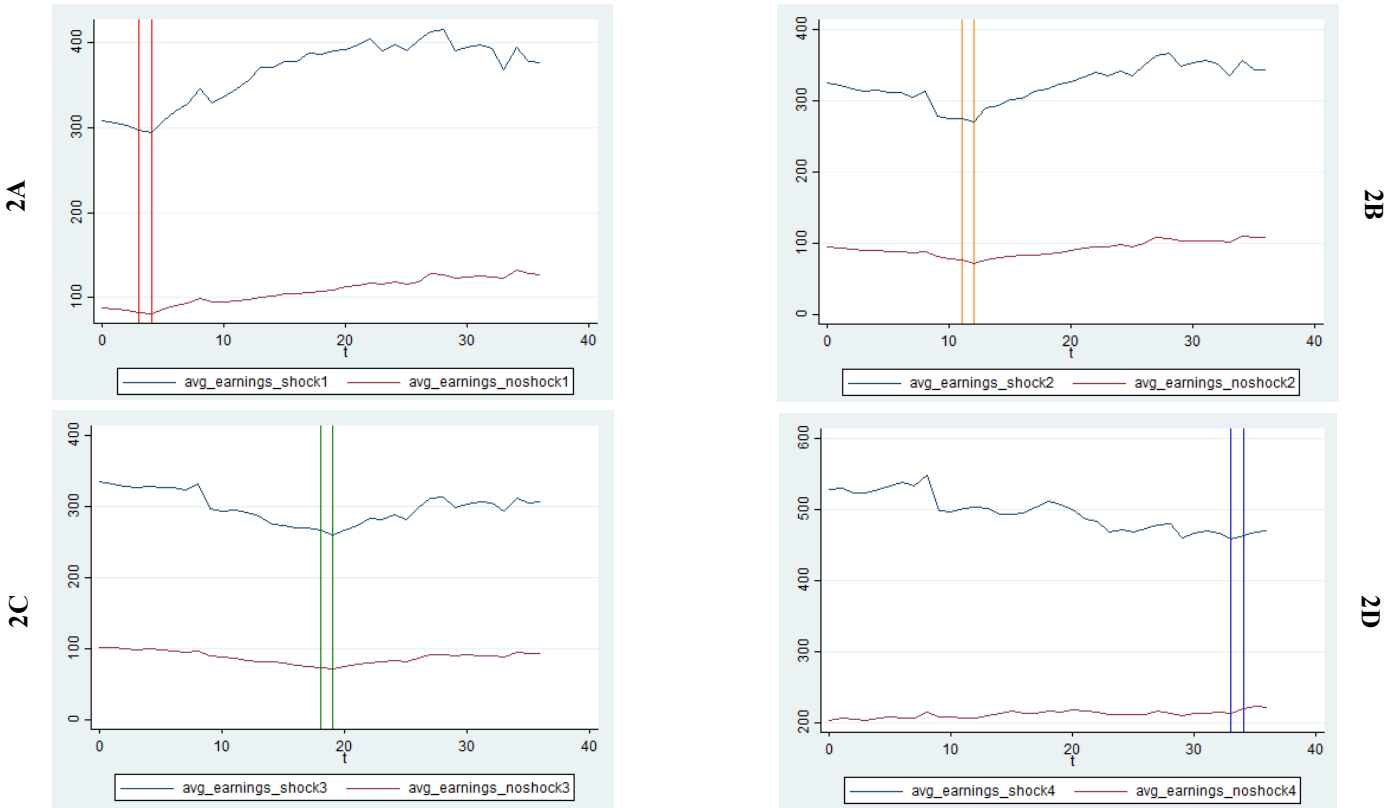 2A
400
300
200
100
0
10
20
30
40
t
avg_earnings_shock1
avg_earnings_noshock1
2B
400
300
200
100
0
0
10
20
30
40
t
avg_earnings_shock2
avg_earnings_noshock2
2C
400
300
200
100
0
0
10
20
30
40
t
avg_earnings_shock3
avg_earnings_noshock3
2D
600
500
400
300
200
0
10
20
30
40
t
avg_earnings_shock4
avg_earnings_noshock4